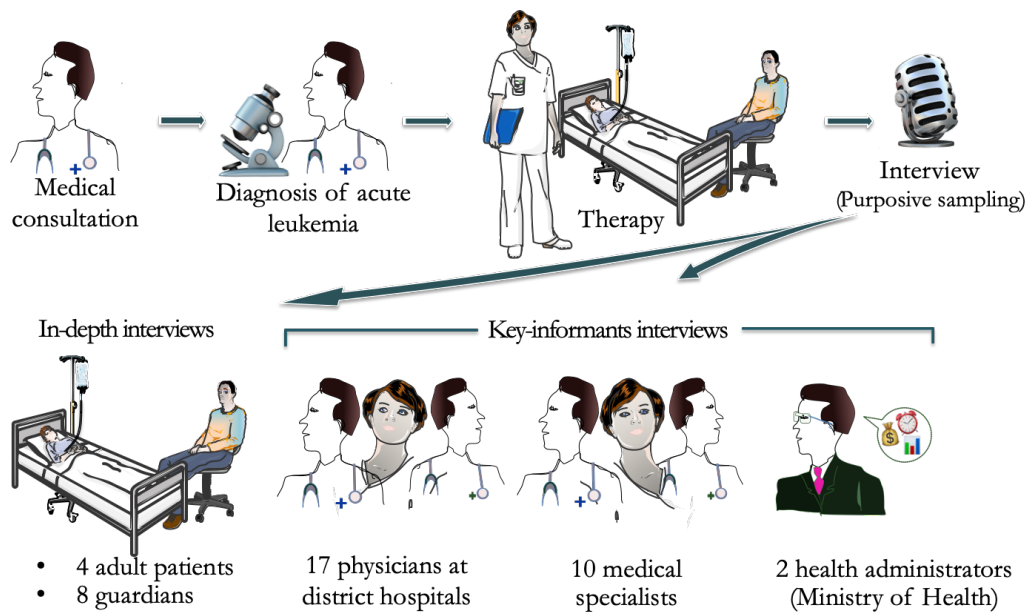 Medical
consultation
Diagnosis of acute
leukemia
Therapy
Interview
(Purposive sampling)
In-depth interviews
Key-informants interviews
$
• 4 adult patients
• 8 guardians
17 physicians at
district hospitals
10 medical
specialists
2 health administrators
(Ministry of Health)